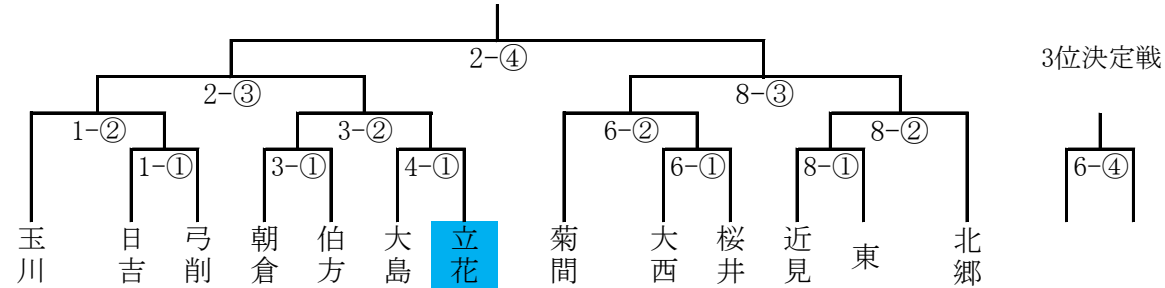 2-④
3位決定戦
2-③
8-③
1-②
3-②
6-②
8-②
1-①
3-①
4-①
6-①
8-①
6-④
玉川
日吉
弓削
朝倉
伯方
大島
立花
菊間
大西
桜井
近見
東
北郷